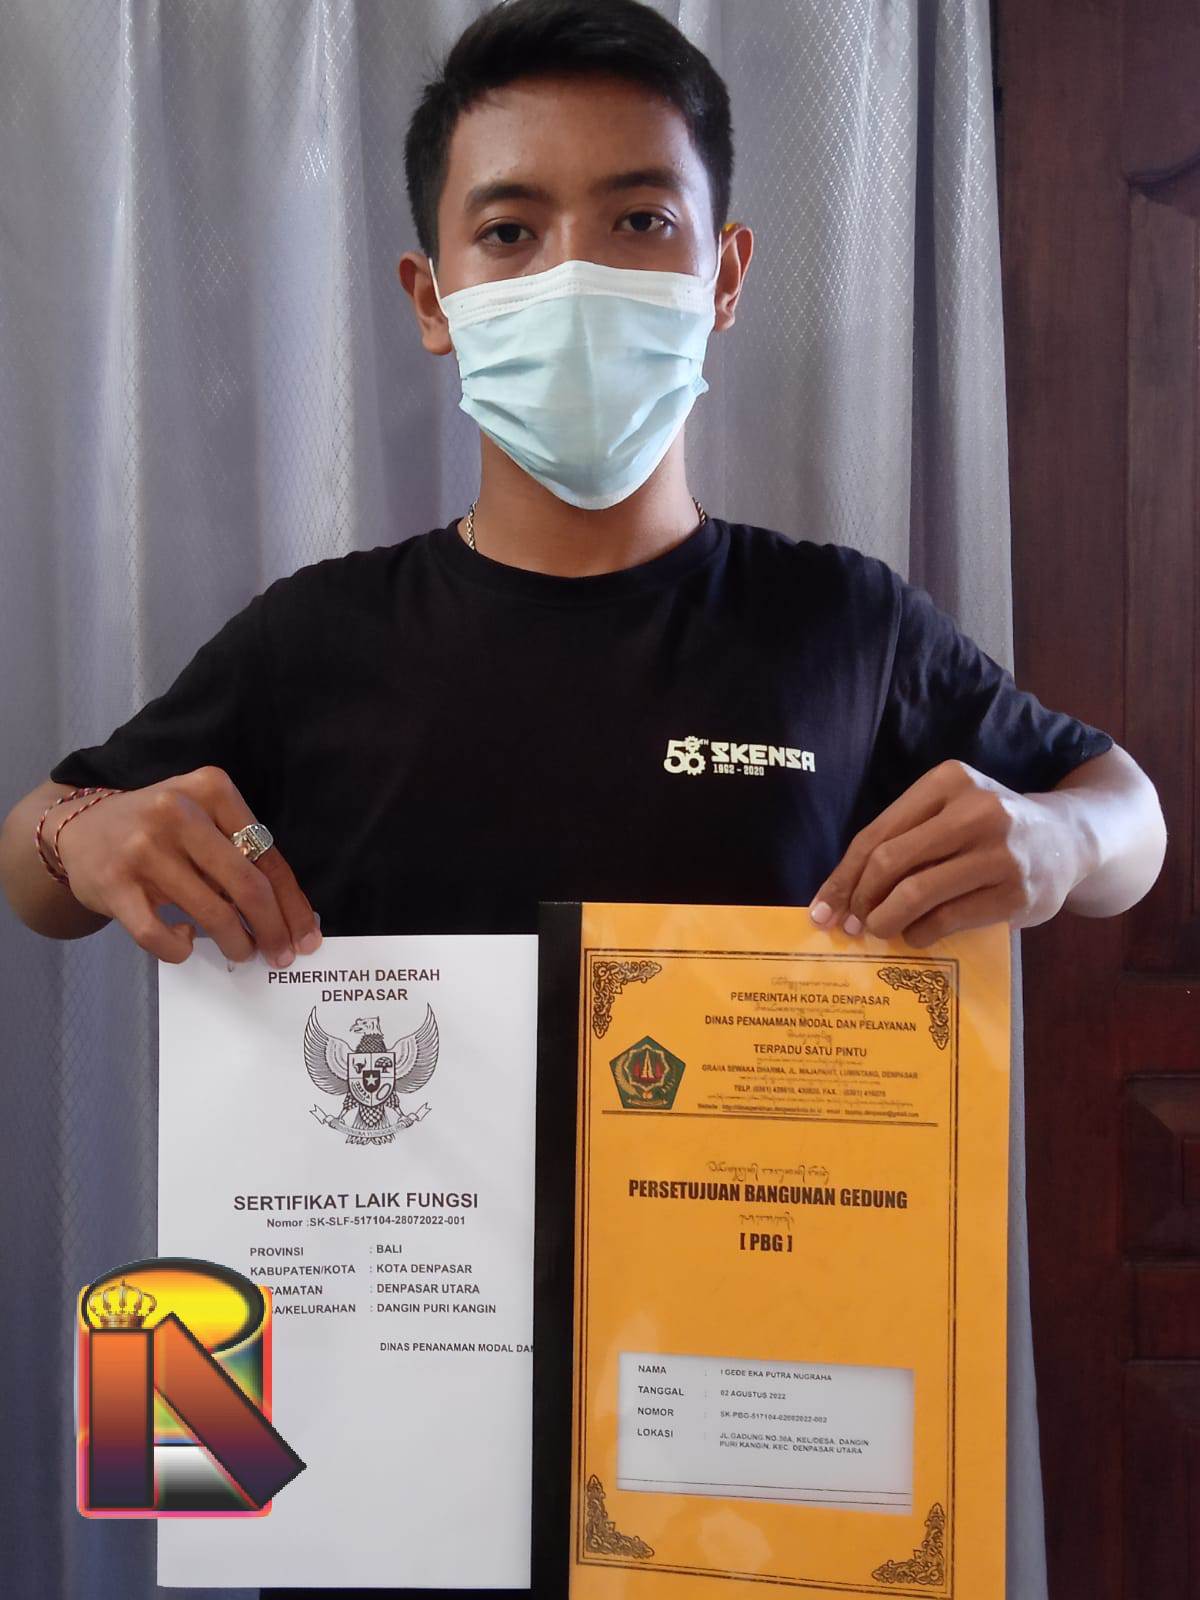 50TH SKENSA
1962 - 2020
PEMERINTAH DAERAH
DENPASAR
SERTIFIKAT LAIK FUNGSI
Nomor :SK-SLF-517104-28072022-001
PROVINSI : BALI
KABUPATEN/KOTA : KOTA DENPASAR
CAMATAN : DENPASAR UTARA
A/KELURAHAN : DANGIN PURI KANGIN
DINAS PENANAMAN MODAL DAN
PEMERINTAH KOTA DENPASAR
DINAS PENANAMAN MODAL DAN PELAYANAN
TERPADU SATU PINTU
GRAHA SEWAKA DHARMA, JL. MAJAPAHIT, LUMINTANG, DENPASAR
PERSETUJUAN BANGUNAN GEDUNG
[ PBG ]
NAMA : I GEDE EKA PUTRA NUGRAHA
TANGGAL : 02 AGUSTUS 2022
NOMOR : SK-PBG-517104-02082022-002
LOKASI : JL.GADUNG NO.30A, KEL/DESA. DANGIN
PURI KANGIN, KEC. DENPASAR UTARA